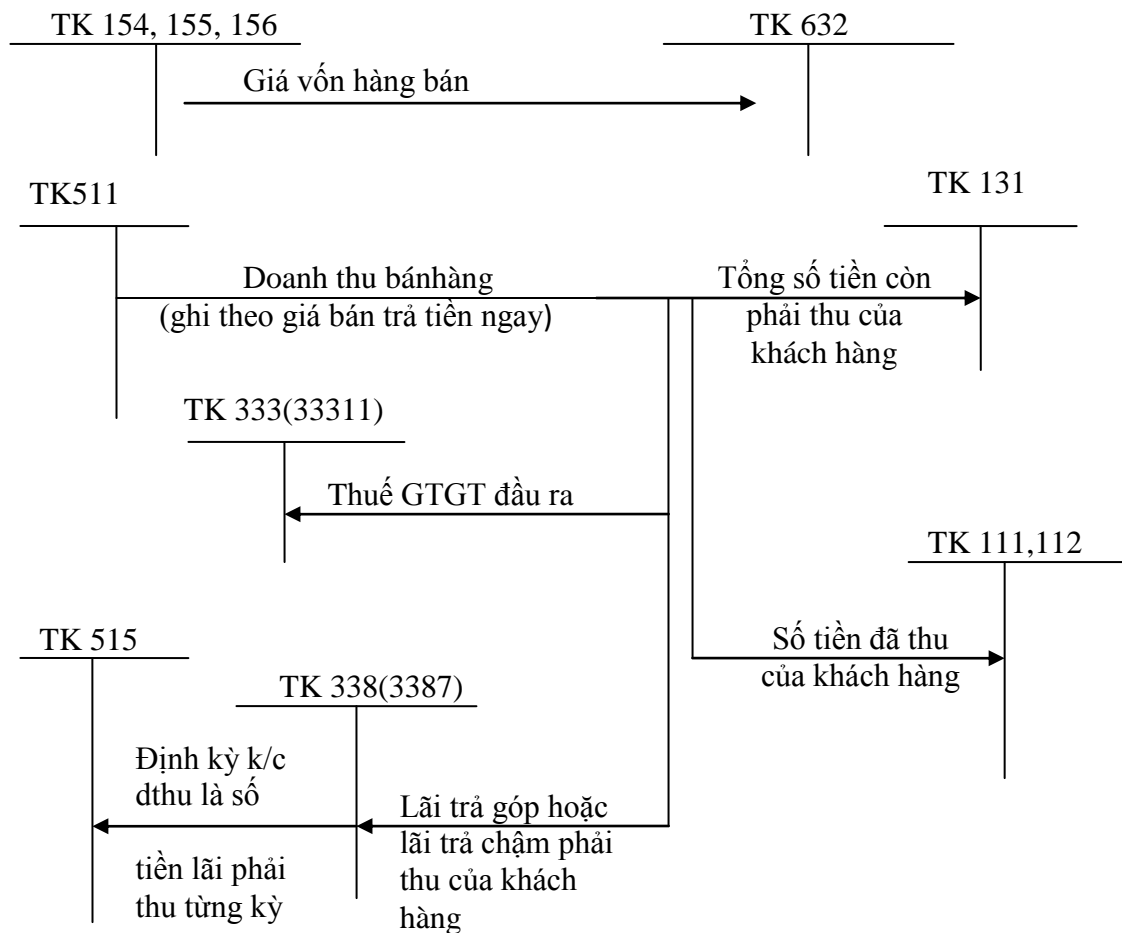 TK 154, 155, 156
TK 632
Giá vốn hàng bán
TK511
TK 131
Doanh thu bánhàng
(ghi theo giá bán trả tiền ngay)
Tổng số tiền còn
phải thu của
khách hàng
TK 333(33311)
Thuế GTGT đầu ra
TK 111,112
Số tiền đã thu
của khách hàng
TK 515
TK 338(3387)
Định kỳ k/c
dthu là số
tiền lãi phải
thu từng kỳ
Lãi trả góp hoặc
lãi trả chậm phải
thu của khách
hàng